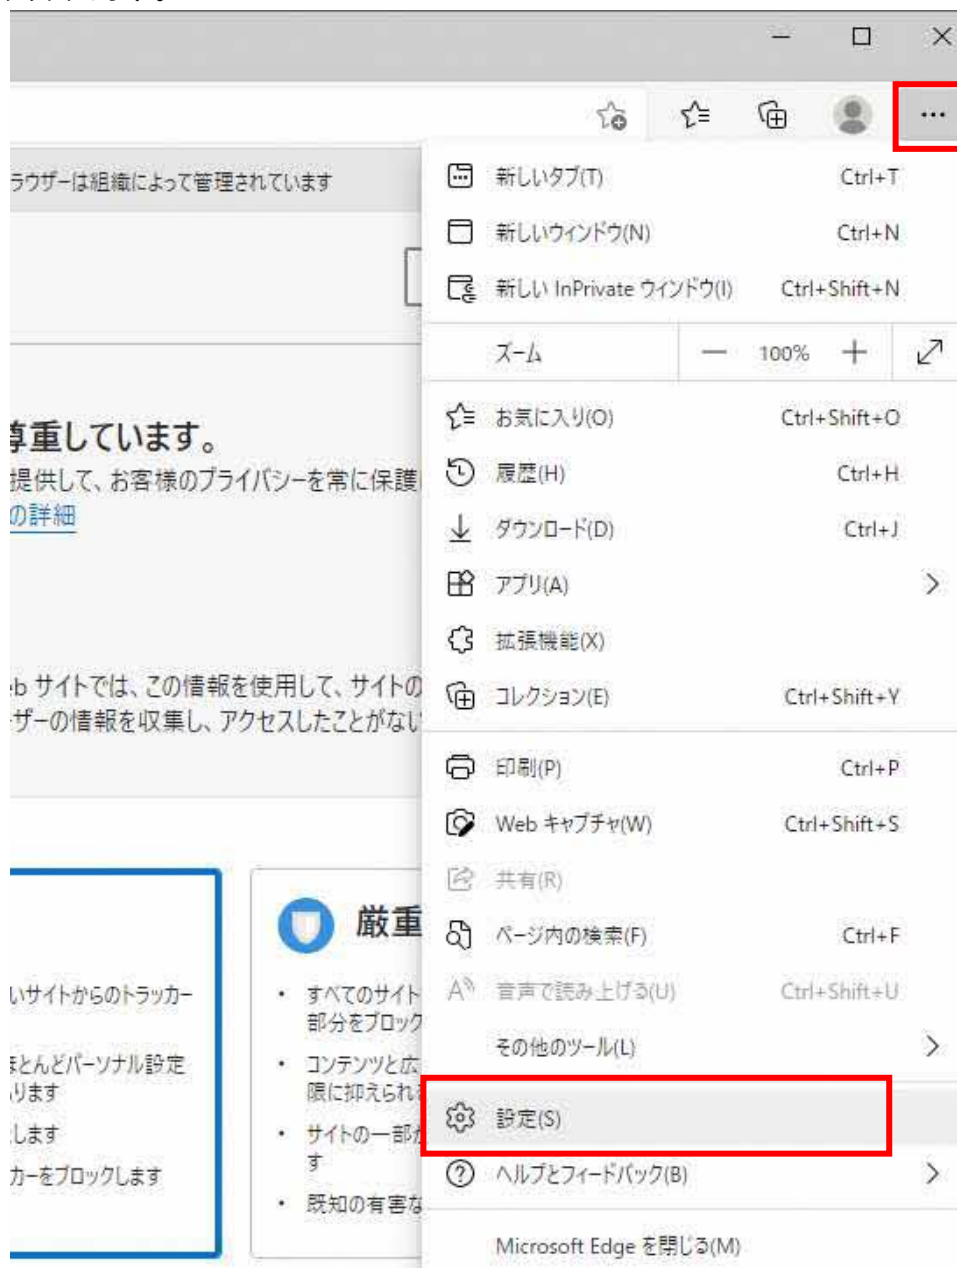 ラウザーは組織によって管理されています
尊重しています。
提供して、お客様のプライバシーを常に保護
の詳細
eb サイトでは、この情報を使用して、サイトの
ーザーの情報を収集し、アクセスしたことがない
いサイトからのトラッカー
ほとんどパーソナル設定
ります
します
カーをブロックします
厳重
• すべてのサイト
部分をブロック
• コンテンツと広
限に抑えられ
• サイトの一部が
す
• 既知の有害な
新しいタブ(T) Ctrl+T
新しいウィンドウ(N) Ctrl+N
新しい InPrivate ウィンドウ(I) Ctrl+Shift+N
ズーム — 100% +
お気に入り(O) Ctrl+Shift+O
履歴(H) Ctrl+H
ダウンロード(D) Ctrl+J
アプリ(A)
拡張機能(X)
コレクション(E) Ctrl+Shift+Y
印刷(P) Ctrl+P
Web キャプチャ(W) Ctrl+Shift+S
共有(R)
ページ内の検索(F) Ctrl+F
音声で読み上げる(U) Ctrl+Shift+U
その他のツール(L)
設定(S)
ヘルプとフィードバック(B)
Microsoft Edge を閉じる(M)